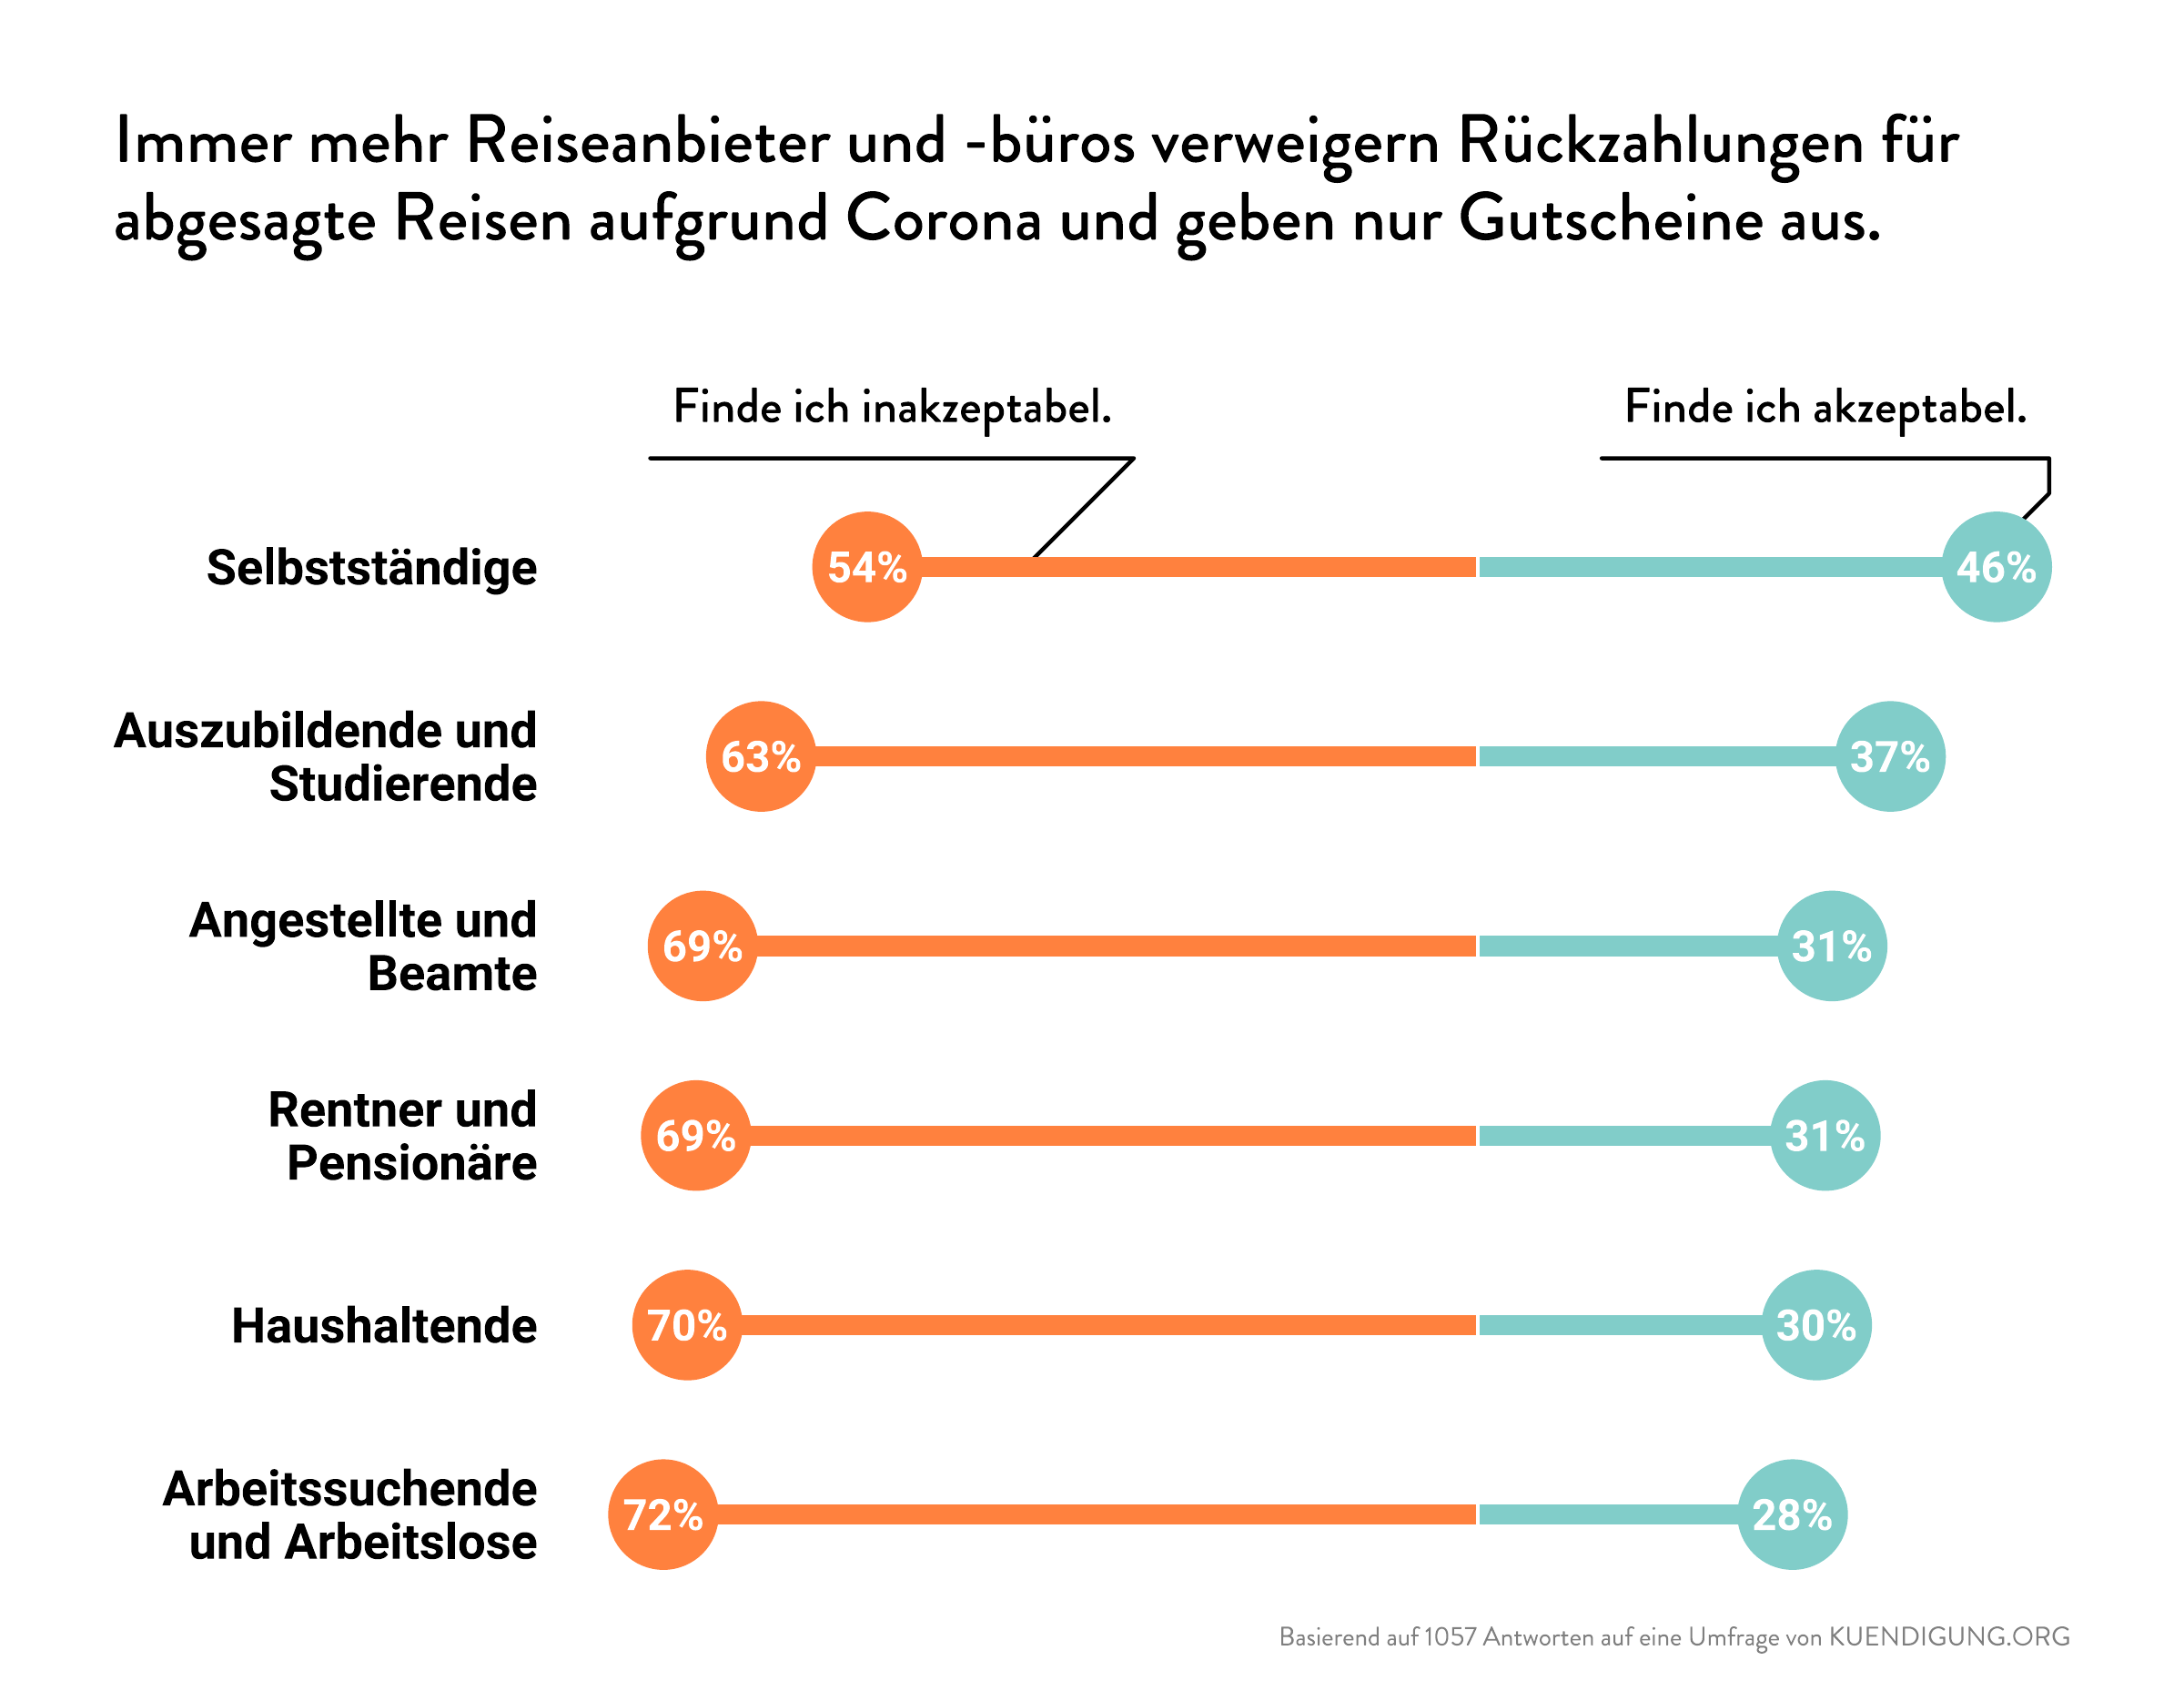 Immer mehr Reiseanbieter und -büros verweigern Rückzahlungen für
abgesagte Reisen aufgrund Corona und geben nur Gutscheine aus.
Finde ich inakzeptabel.
Finde ich akzeptabel.
Selbstständige
54%
46%
Auszubildende und
Studierende
63%
37%
Angestellte und
Beamte
69%
31%
Rentner und
Pensionäre
69%
31%
Haushaltende
70%
30%
Arbeitssuchende
und Arbeitslose
72%
28%
Basierend auf 1057 Antworten auf eine Umfrage von KUENDIGUNG.ORG